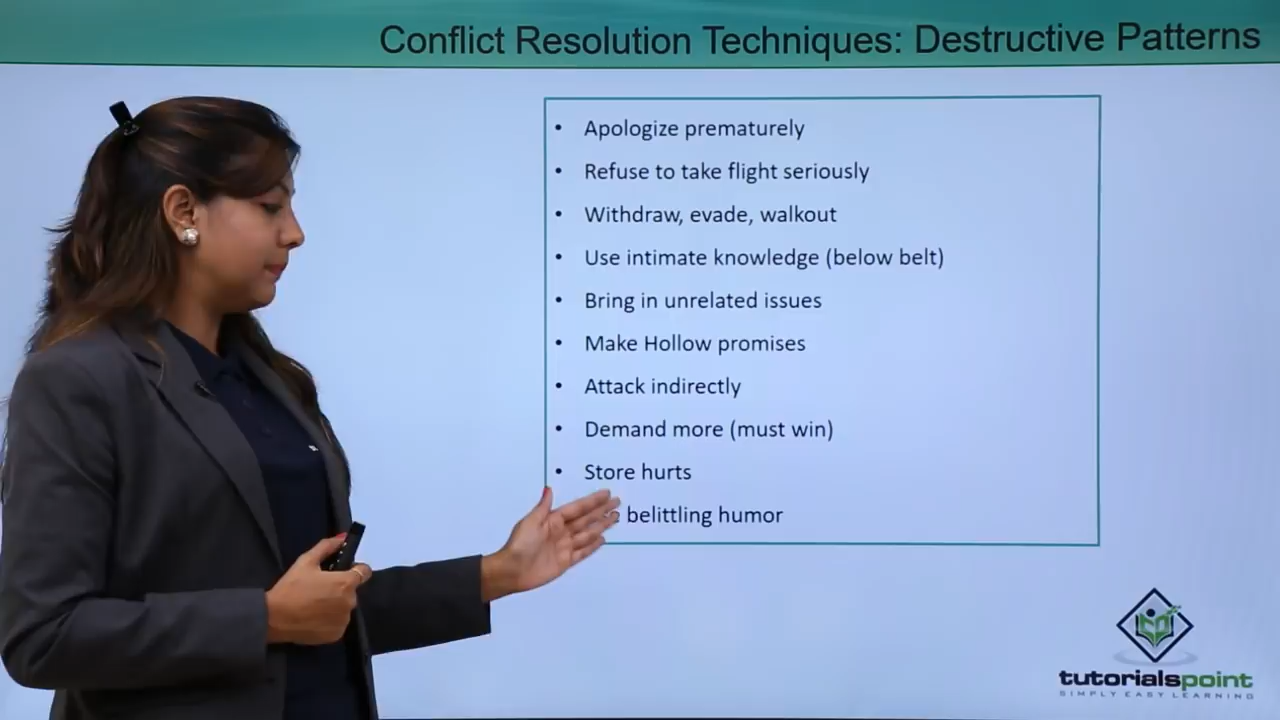 Conflict Resolution Techniques: Destructive Patterns
• Apologize prematurely
• Refuse to take flight seriously
• Withdraw, evade, walkout
• Use intimate knowledge (below belt)
• Bring in unrelated issues
• Make Hollow promises
• Attack indirectly
• Demand more (must win)
• Store hurts
belittling humor
tutorialspoint
SIMPLY EASY LEARNING